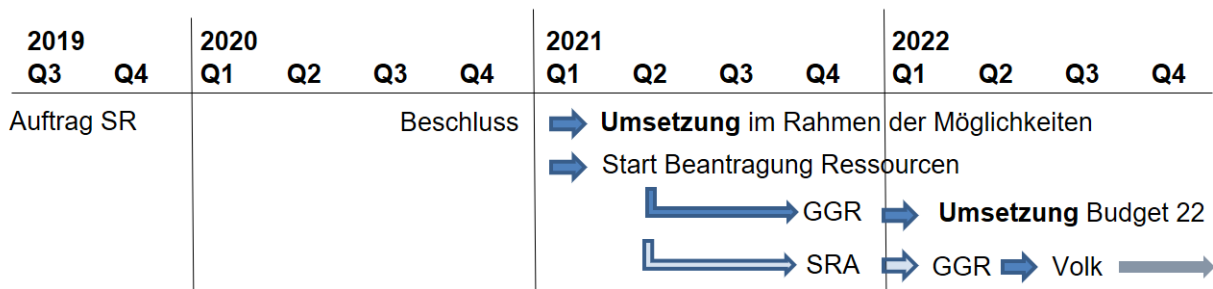 2019 2020 2021 2022
Q3 Q4 Q1 Q2 Q3 Q4 Q1 Q2 Q3 Q4 Q1 Q2 Q3 Q4
Auftrag SR Beschluss Umsetzung im Rahmen der Möglichkeiten
Start Beantragung Ressourcen
GGR Umsetzung Budget 22
SRA GGR Volk